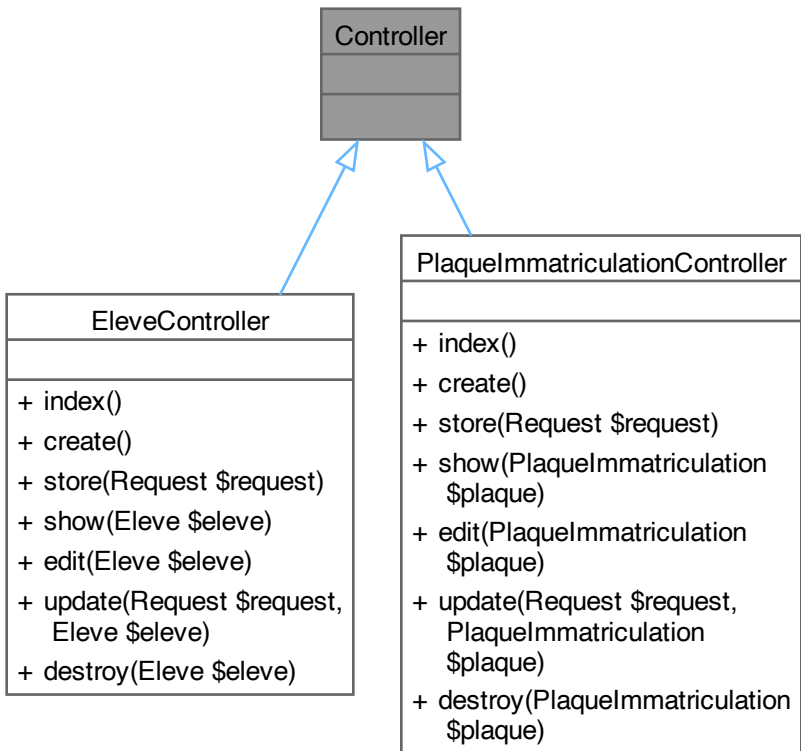 Controller
EleveController
+ index()
+ create()
+ store(Request $request)
+ show(Eleve $eleve)
+ edit(Eleve $eleve)
+ update(Request $request,
Eleve $eleve)
+ destroy(Eleve $eleve)
PlaqueImmatriculationController
+ index()
+ create()
+ store(Request $request)
+ show(PlaqueImmatriculation
$plaque)
+ edit(PlaqueImmatriculation
$plaque)
+ update(Request $request,
PlaqueImmatriculation
$plaque)
+ destroy(PlaqueImmatriculation
$plaque)